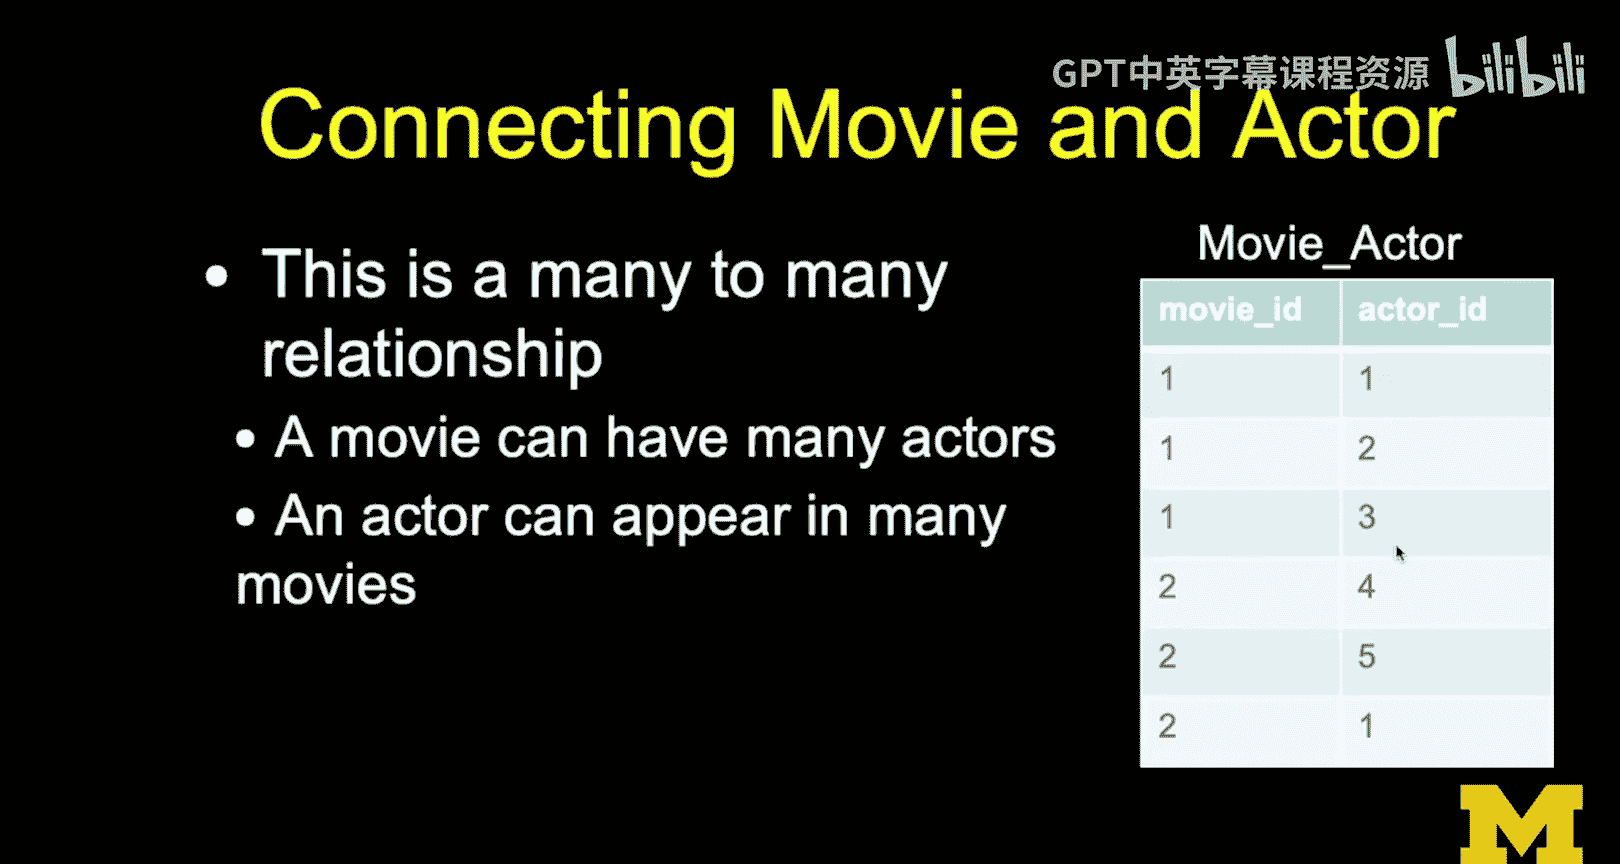 GPT中英字幕课程资源 bilibili
Connecting Movie and Actor
• This is a many to many
relationship
• A movie can have many actors
• An actor can appear in many
movies
Movie_Actor
movie_id actor_id
1 1
1 2
1 3
2 4
2 5
2 1
M